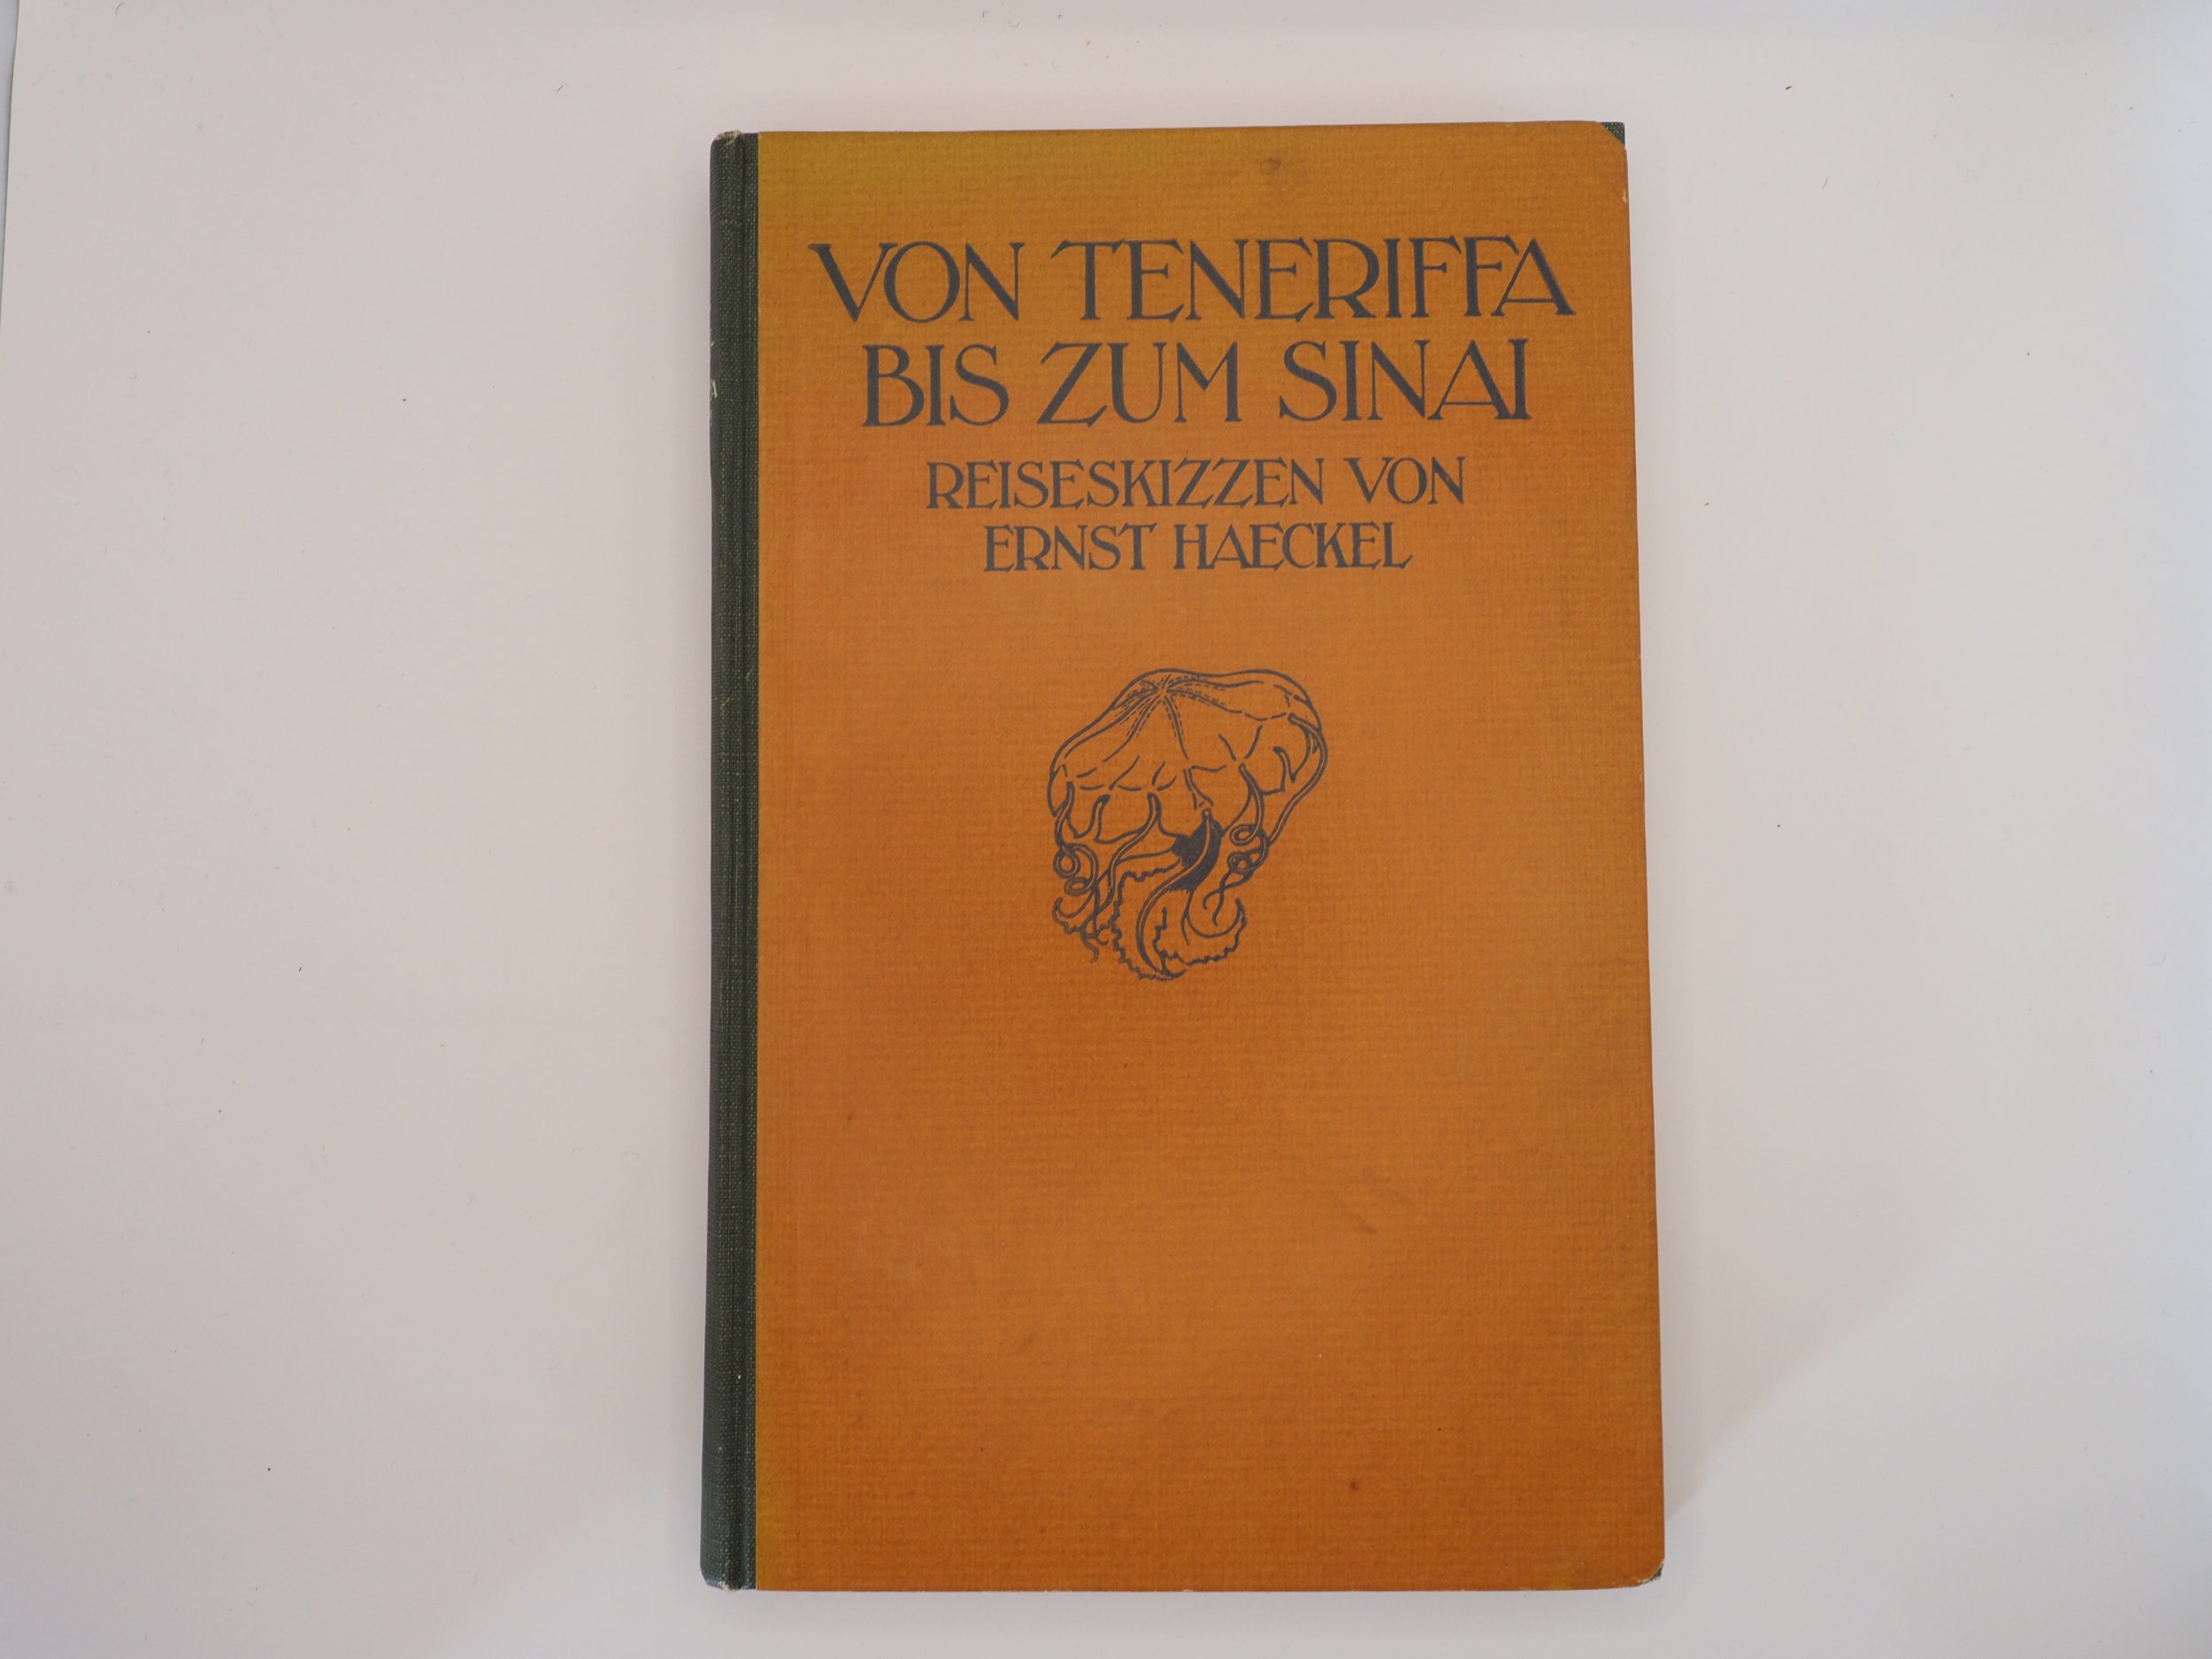 VON TENERIFFA
BIS ZUM SINAI
REISESKIZZEN VON
ERNST HAECKEL